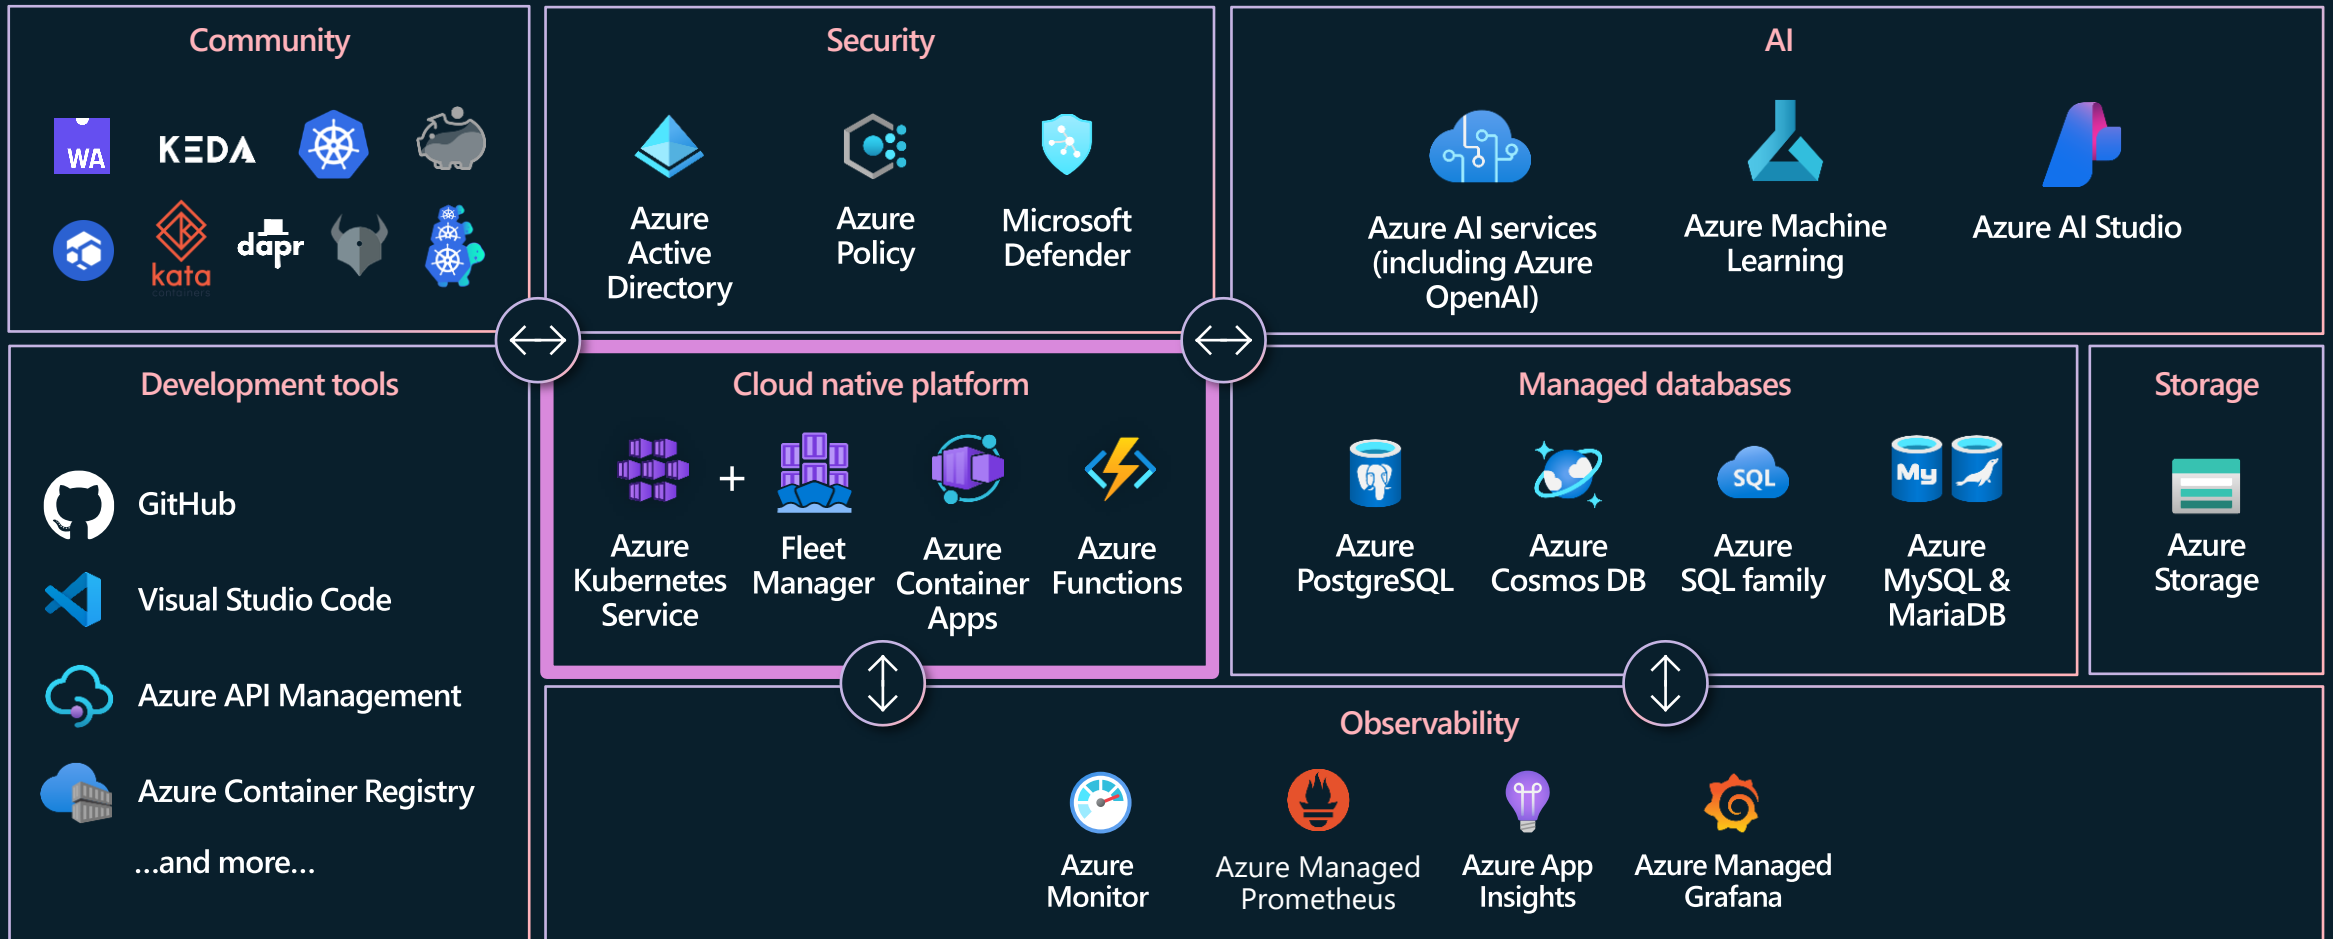 Community
WA
KEDA
kata
containers
dapr
Security
Azure
Active
Directory
Azure
Policy
Microsoft
Defender
AI
Azure AI services
(including Azure
OpenAI)
Azure Machine
Learning
Azure AI Studio
Development tools
GitHub
Visual Studio Code
Azure API Management
Azure Container Registry
...and more...
Cloud native platform
+
Azure
Kubernetes
Service
Fleet
Manager
Azure
Container
Apps
Azure
Functions
Managed databases
Azure
PostgreSQL
Azure
Cosmos DB
SQL
Azure
SQL family
My
Azure
MySQL &
MariaDB
Storage
Azure
Storage
Observability
Azure
Monitor
Azure Managed
Prometheus
Azure App
Insights
Azure Managed
Grafana